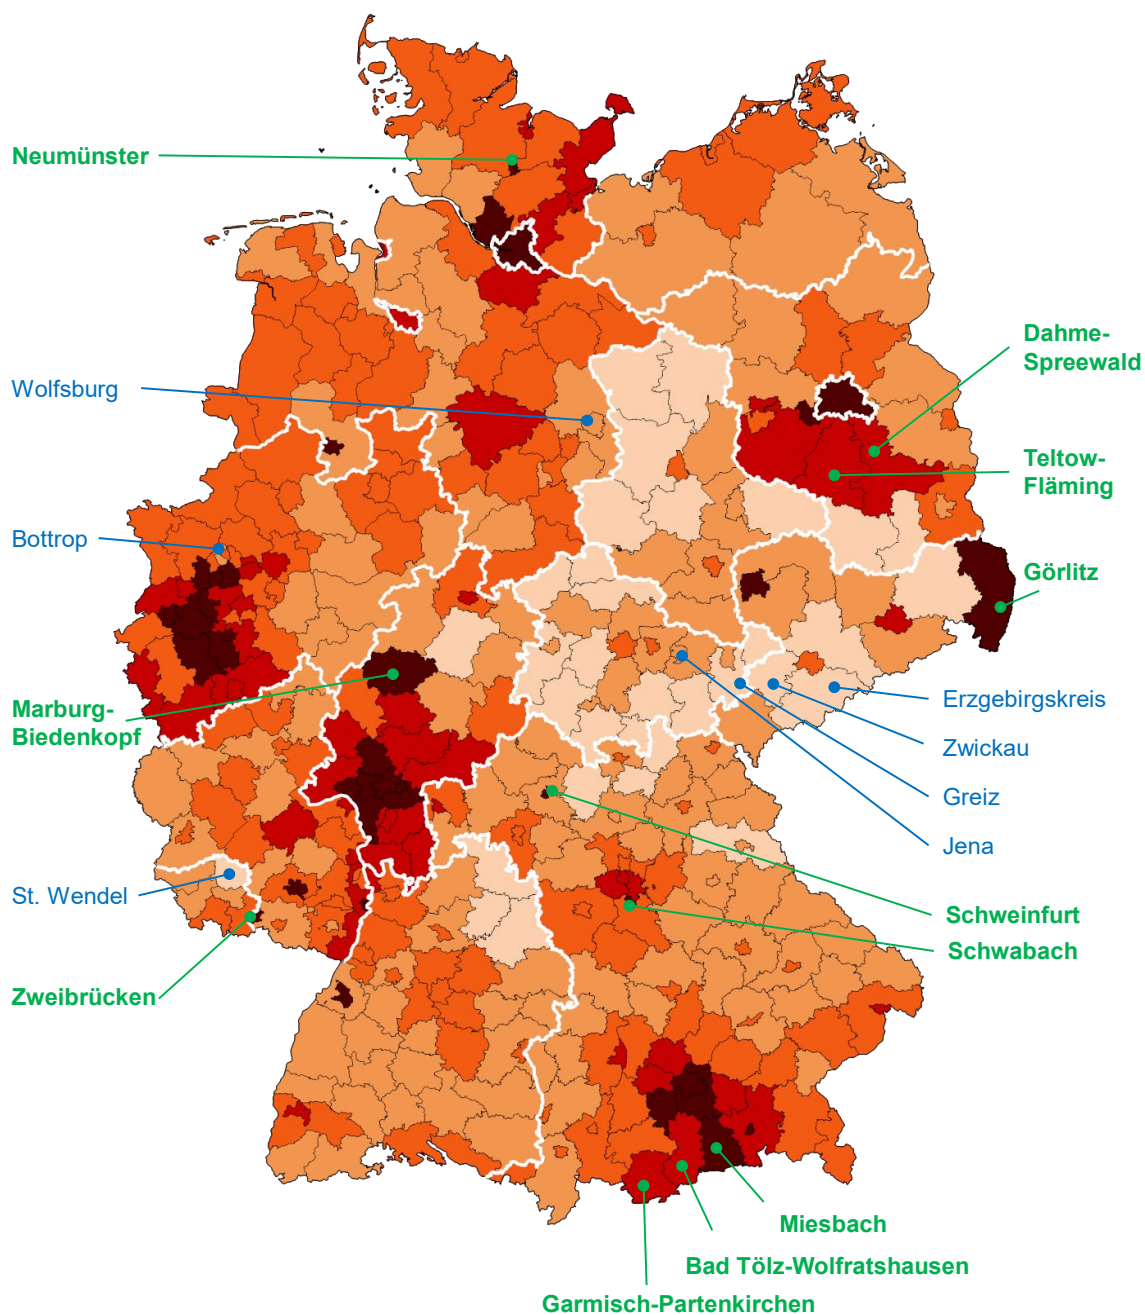 Neumünster
Dahme-
Spreewald
Wolfsburg
Teltow-
Fläming
Bottrop
Görlitz
Marburg-
Biedenkopf
Erzgebirgskreis
Zwickau
Greiz
Jena
St. Wendel
Schweinfurt
Schwabach
Zweibrücken
Miesbach
Bad Tölz-Wolfratshausen
Garmisch-Partenkirchen